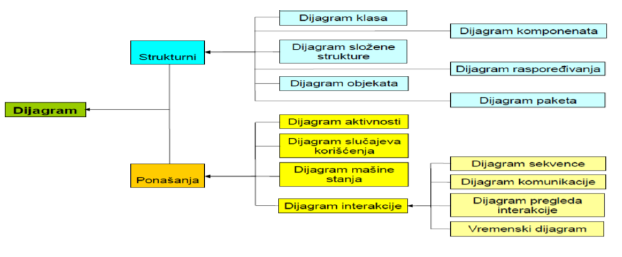 Dijagram
Strukturni
Dijagram klasa
Dijagram komponenata
Dijagram složene
strukture
Dijagram raspoređivanja
Dijagram objekata
Dijagram paketa
Ponašanja
Dijagram aktivnosti
Dijagram slučajeva
korišćenja
Dijagram mašine
stanja
Dijagram interakcije
Dijagram sekvence
Dijagram komunikacije
Dijagram pregleda
interakcije
Vremenski dijagram